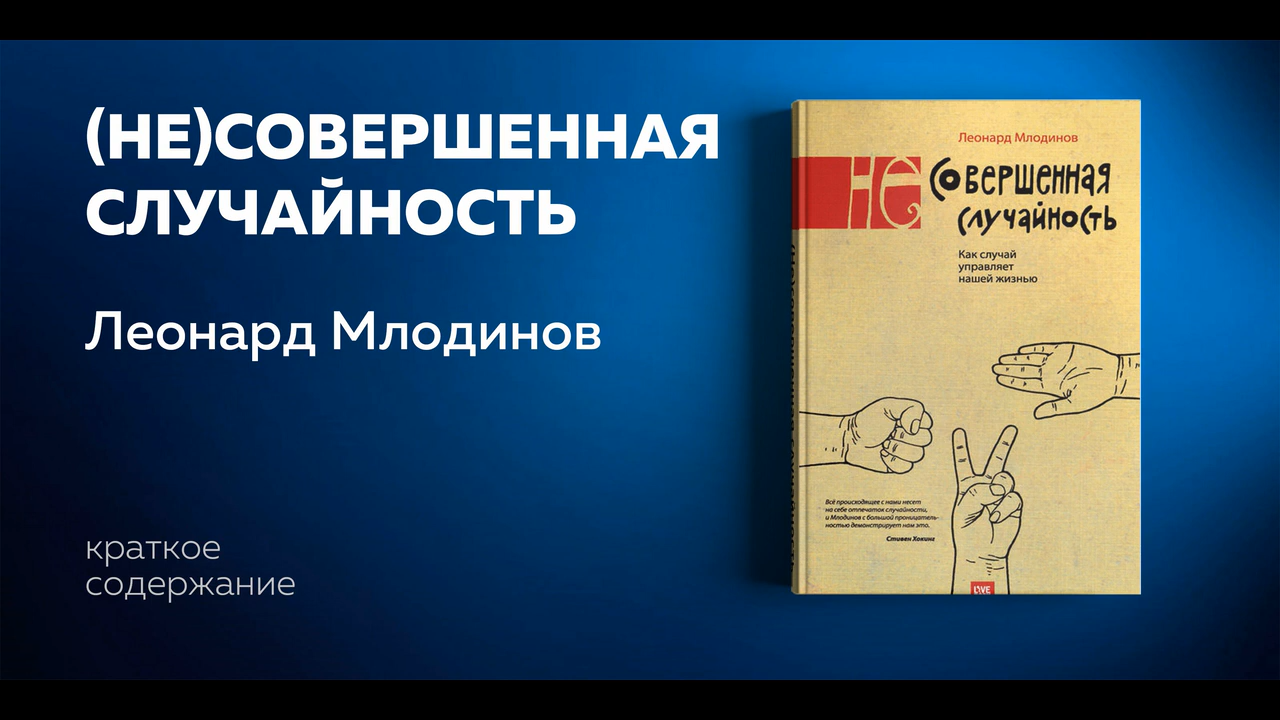 (НЕ)СОВЕРШЕННАЯ
СЛУЧАЙНОСТЬ
Леонард Млодинов
краткое
содержание
Леонард Млодинов
НЕ совершенная
случайность
Как случай
управляет
нашей жизнью
Всё происходящее с нами несет
на себе отпечаток случайности,
и Млодинов с большой проницатель-
ностью демонстрирует нам это.
Стивен Хокинг
LIVE